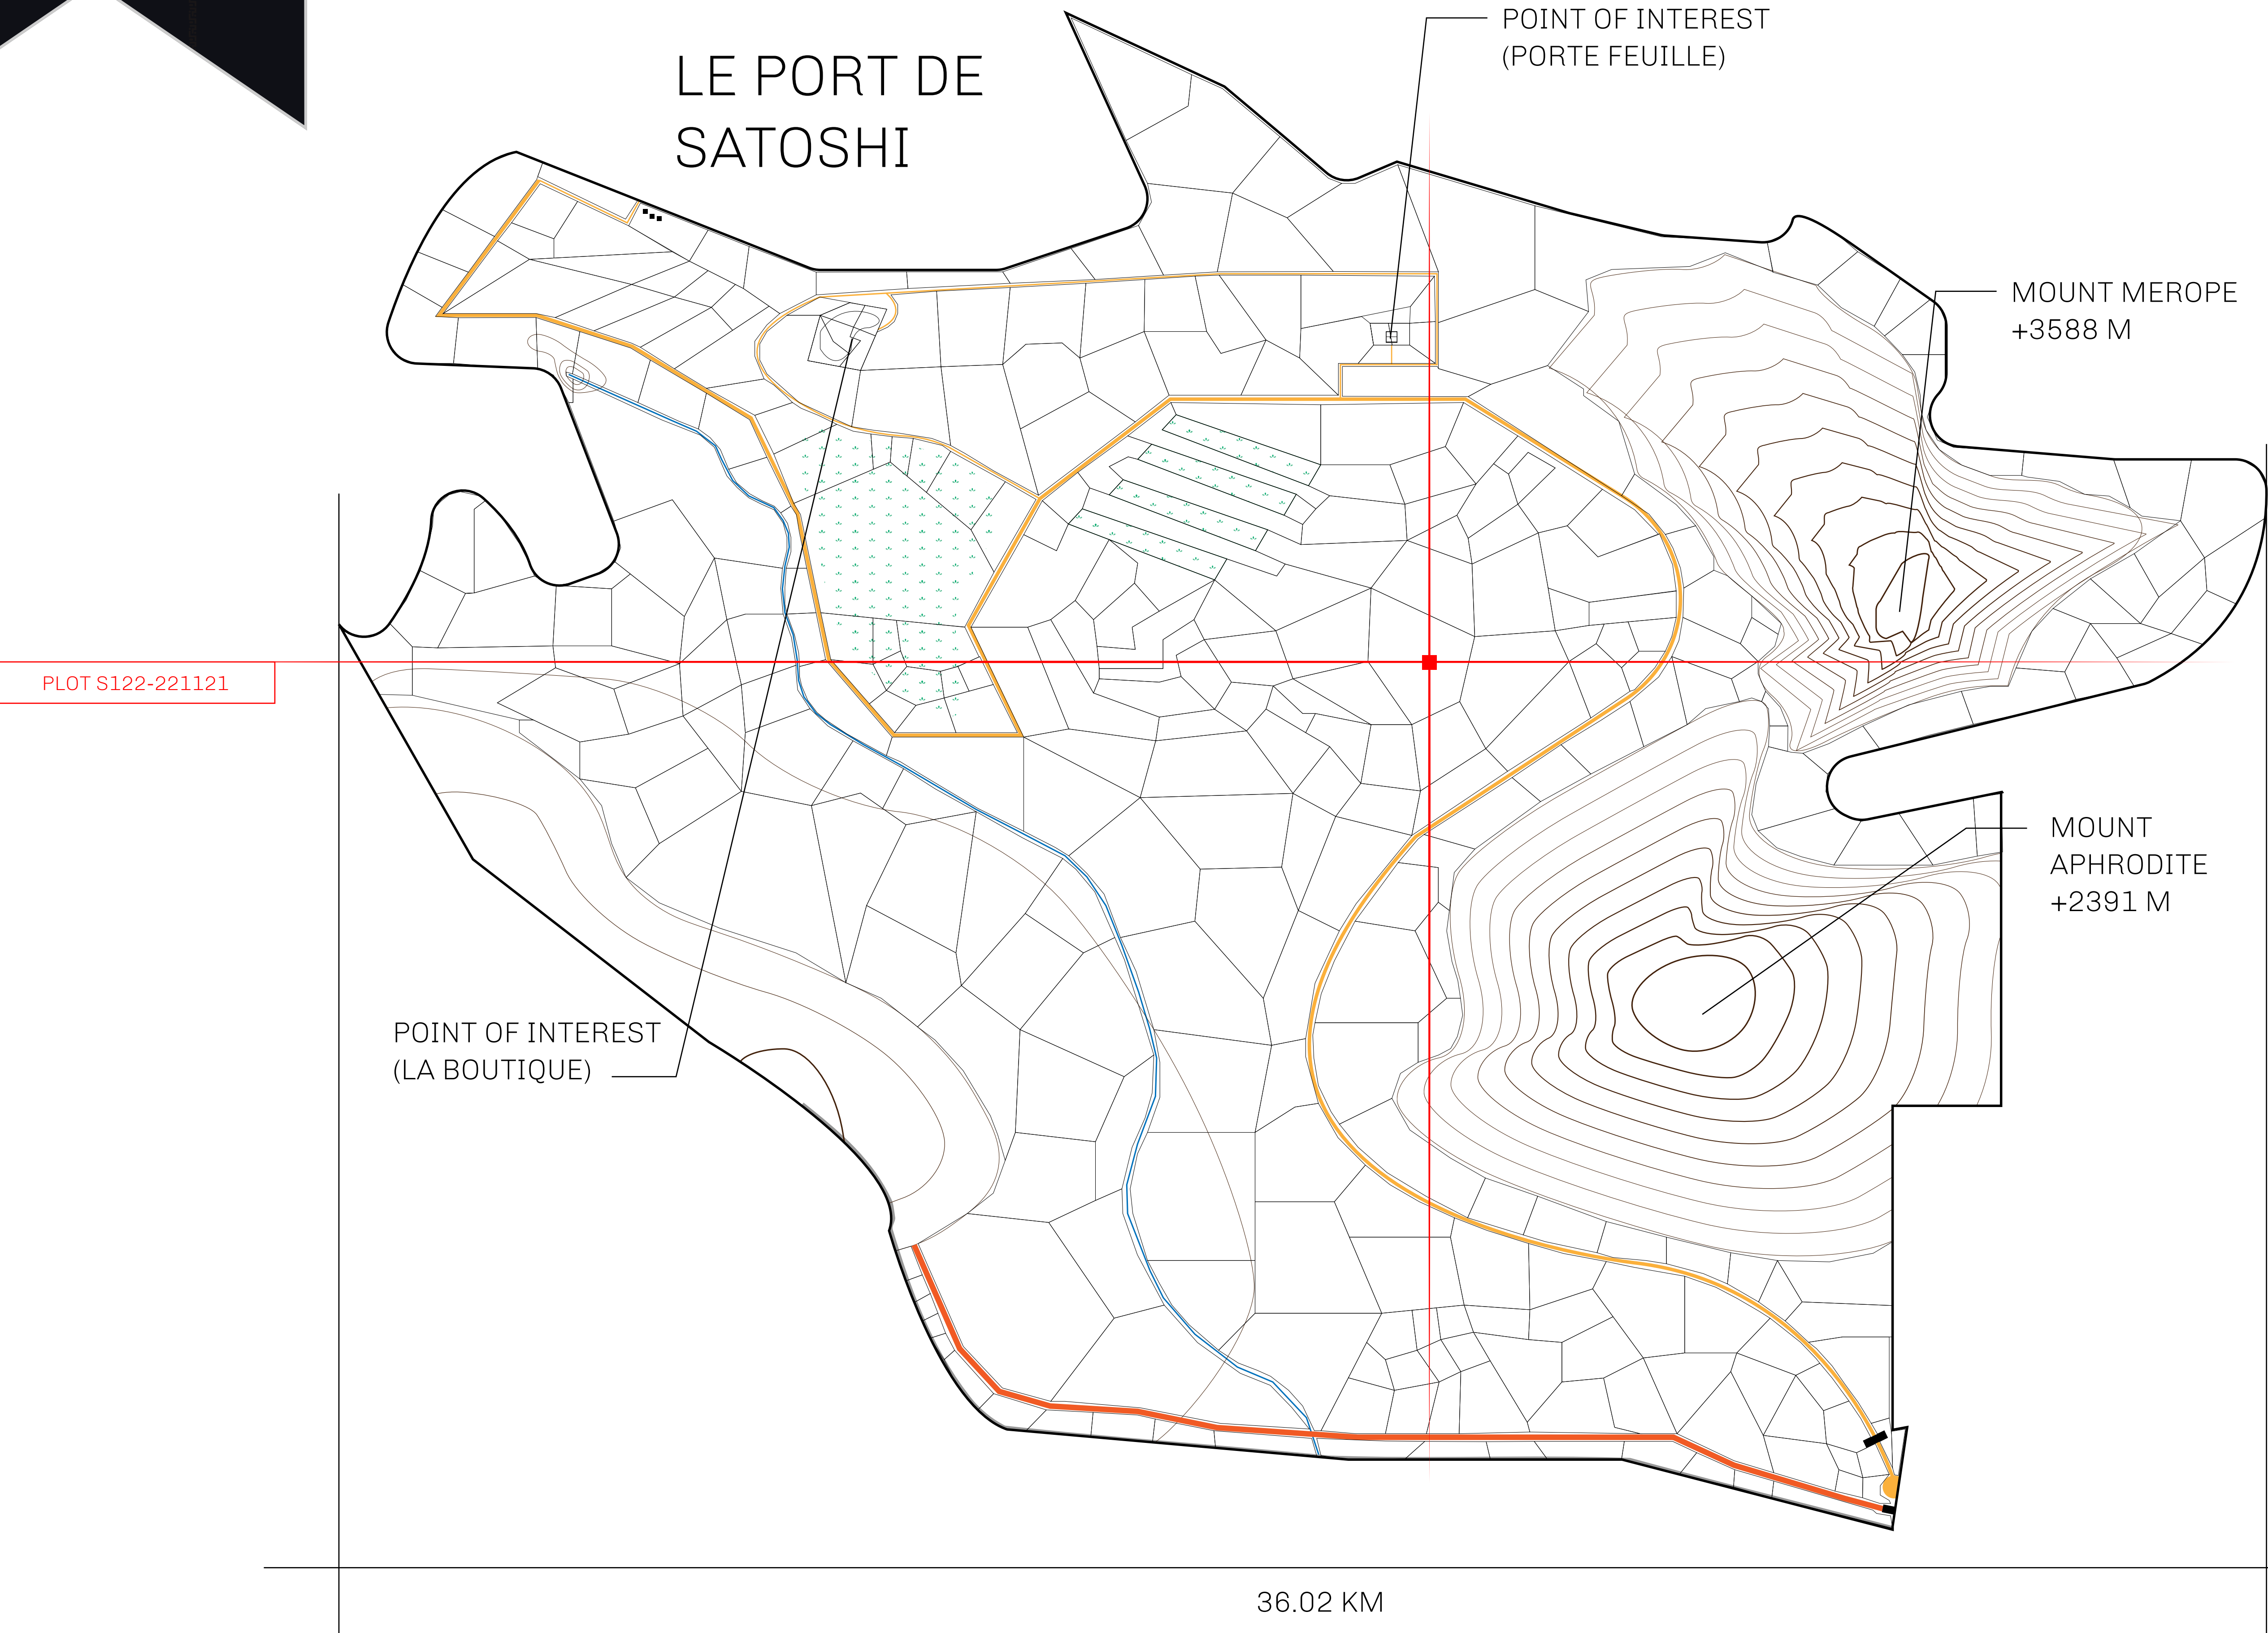 LE PORT DE
SATOSHI
POINT OF INTEREST
(PORTE FEUILLE)
MOUNT MEROPE
+3588 M
PLOT S122-221121
MOUNT
APHRODITE
+2391 M
POINT OF INTEREST
(LA BOUTIQUE)
36.02 KM